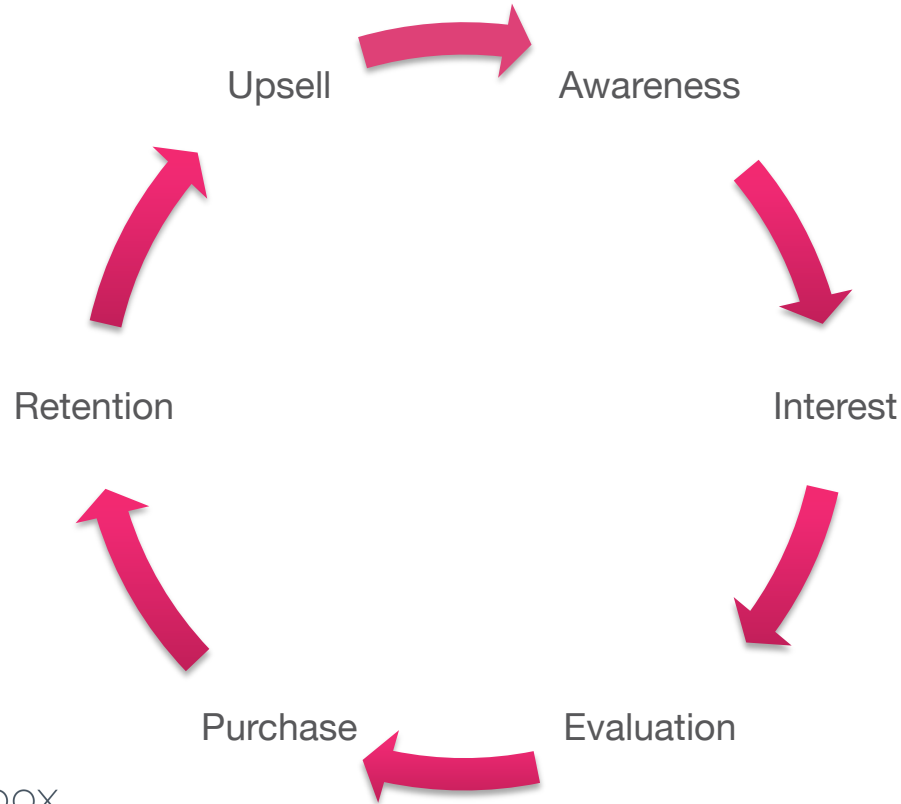 Upsell
Awareness
Retention
Interest
Purchase
Evaluation